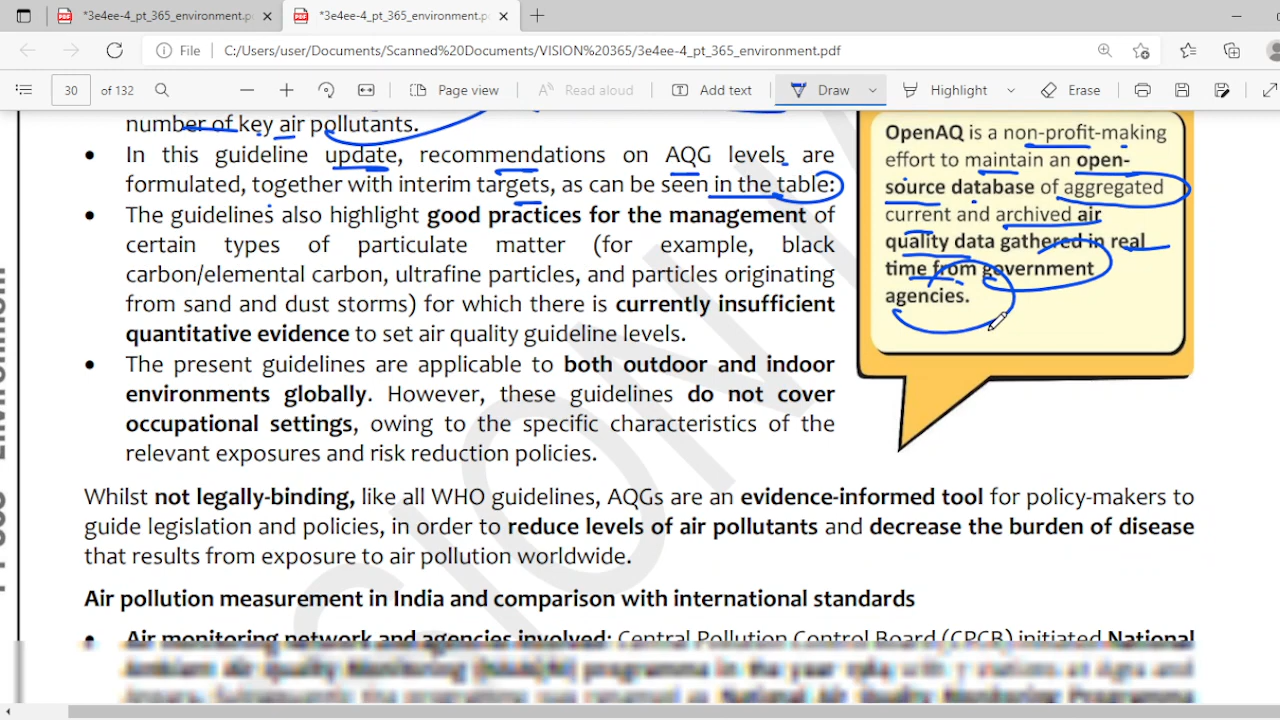 *3e4ee-4_pt_365_environment.p
*3e4ee-4_pt_365_environment.p
File
C:/Users/user/Documents/Scanned%20Documents/VISION%20365/3e4ee-4_pt_365_environment.pdf
30 of 132
Page view
Read aloud
Add text
Draw
Highlight
Erase
number of key air pollutants.
• In this guideline update, recommendations on AQG levels are
formulated, together with interim targets, as can be seen in the table:
• The guidelines also highlight good practices for the management of
certain types of particulate matter (for example, black
carbon/elemental carbon, ultrafine particles, and particles originating
from sand and dust storms) for which there is currently insufficient
quantitative evidence to set air quality guideline levels.
• The present guidelines are applicable to both outdoor and indoor
environments globally. However, these guidelines do not cover
occupational settings, owing to the specific characteristics of the
relevant exposures and risk reduction policies.
OpenAQ is a non-profit-making
effort to maintain an open-
source database of aggregated
current and archived air
quality data gathered in real
time from government
agencies.
Whilst not legally-binding, like all WHO guidelines, AQGs are an evidence-informed tool for policy-makers to
guide legislation and policies, in order to reduce levels of air pollutants and decrease the burden of disease
that results from exposure to air pollution worldwide.
Air pollution measurement in India and comparison with international standards
• Air monitoring network and agencies involved: Central Pollution Control Board (CPCB) initiated National